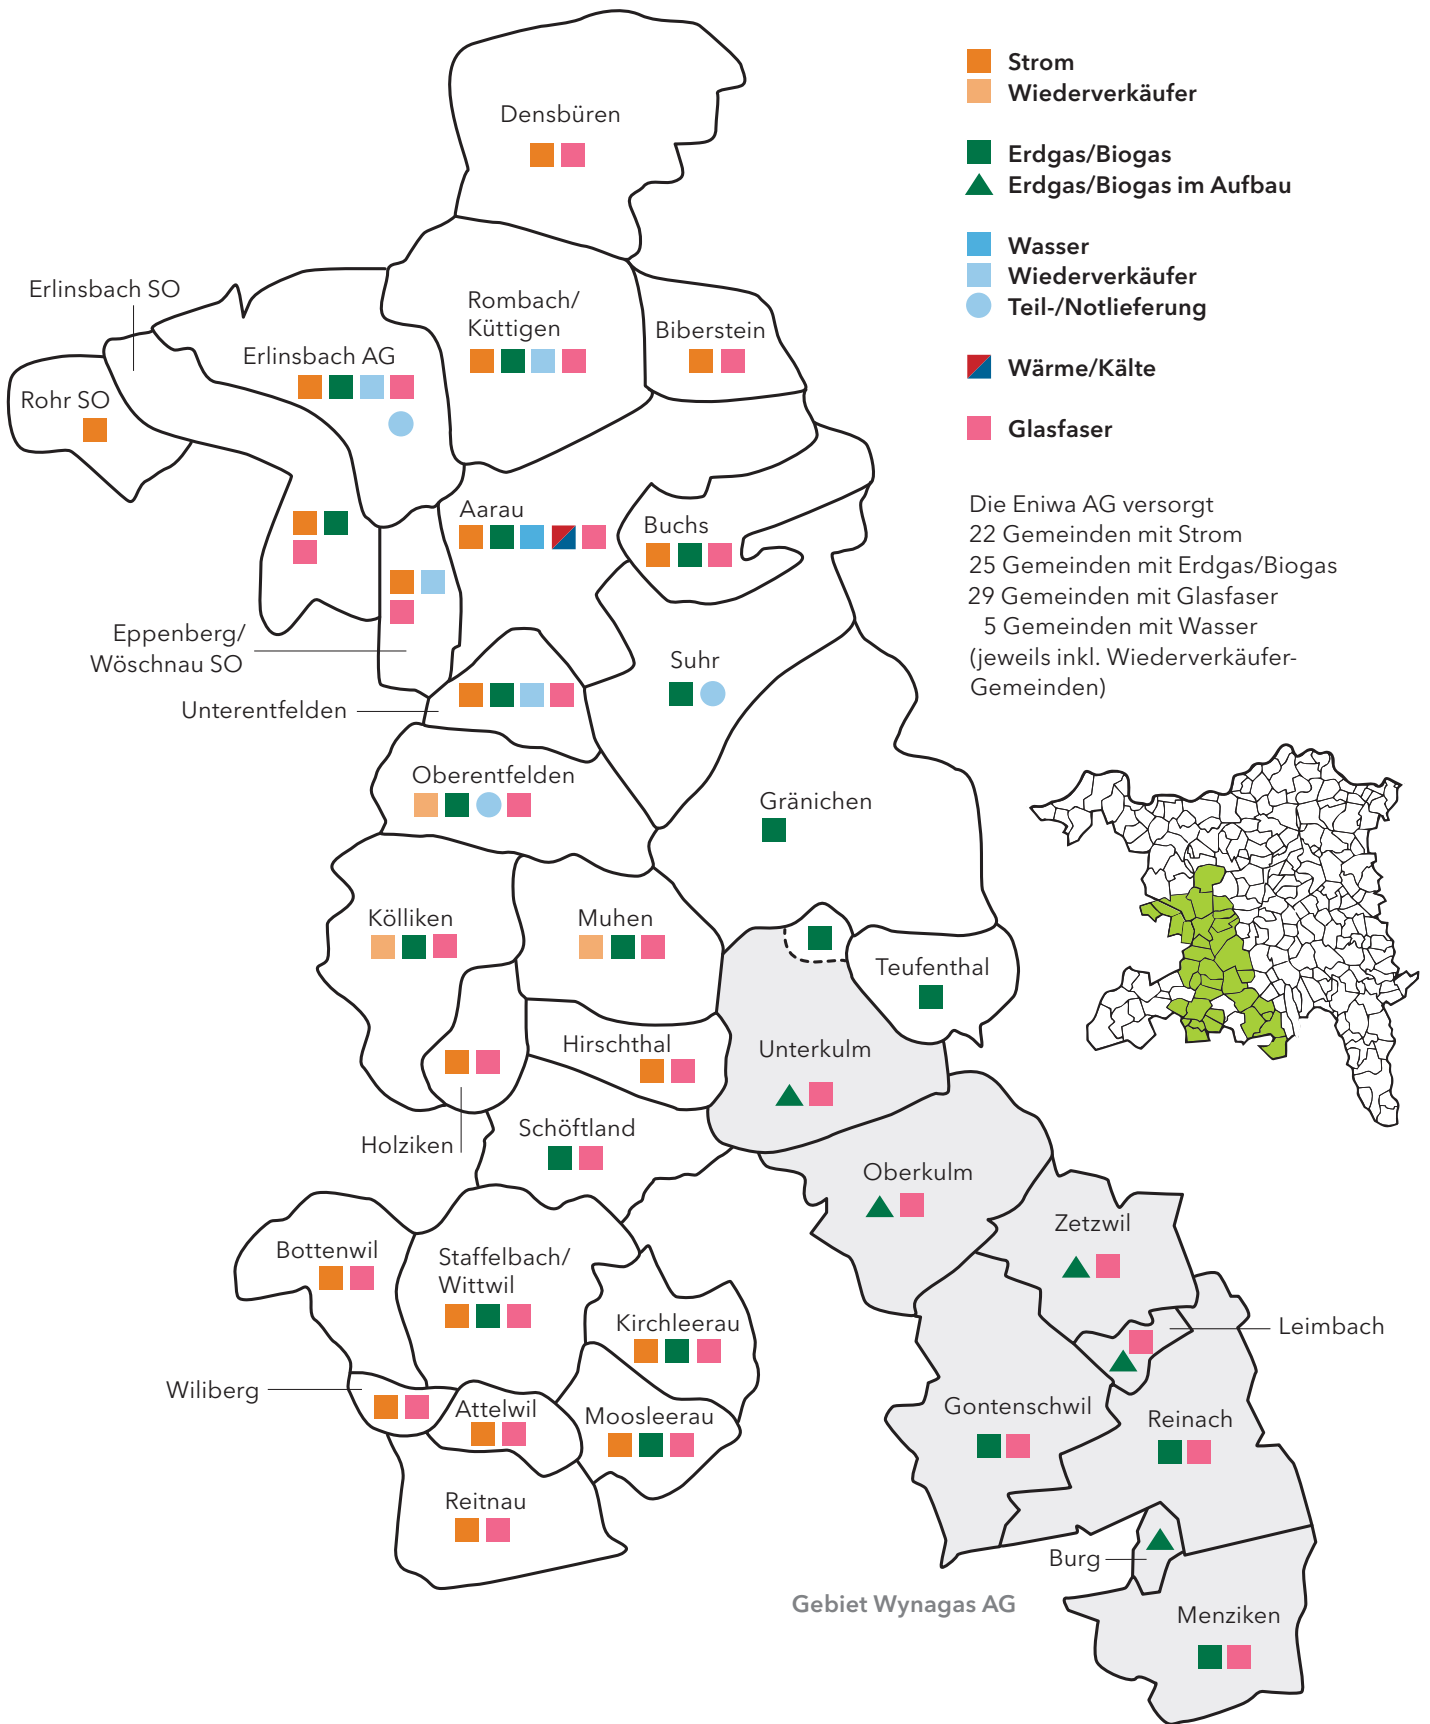 Densbüren
Strom
Wiederverkäufer
Erdgas/Biogas
Erdgas/Biogas im Aufbau
Wasser
Wiederverkäufer
Teil-/Notlieferung
Wärme/Kälte
Glasfaser
Die Eniwa AG versorgt
22 Gemeinden mit Strom
25 Gemeinden mit Erdgas/Biogas
29 Gemeinden mit Glasfaser
5 Gemeinden mit Wasser
(jeweils inkl. Wiederverkäufer-
Gemeinden)
Erlinsbach SO
Rombach/
Küttigen
Biberstein
Erlinsbach AG
Rohr SO
Aarau
Buchs
Eppenberg/
Wöschnau SO
Suhr
Unterentfelden
Oberentfelden
Gränichen
Kölliken
Muhen
Teufenthal
Hirschthal
Unterkulm
Holziken
Schöftland
Oberkulm
Zetzwil
Bottenwil
Staffelbach/
Wittwil
Kirchleerau
Leimbach
Wiliberg
Attelwil
Moosleerau
Gontenschwil
Reinach
Reitnau
Burg
Gebiet Wynagas AG
Menziken